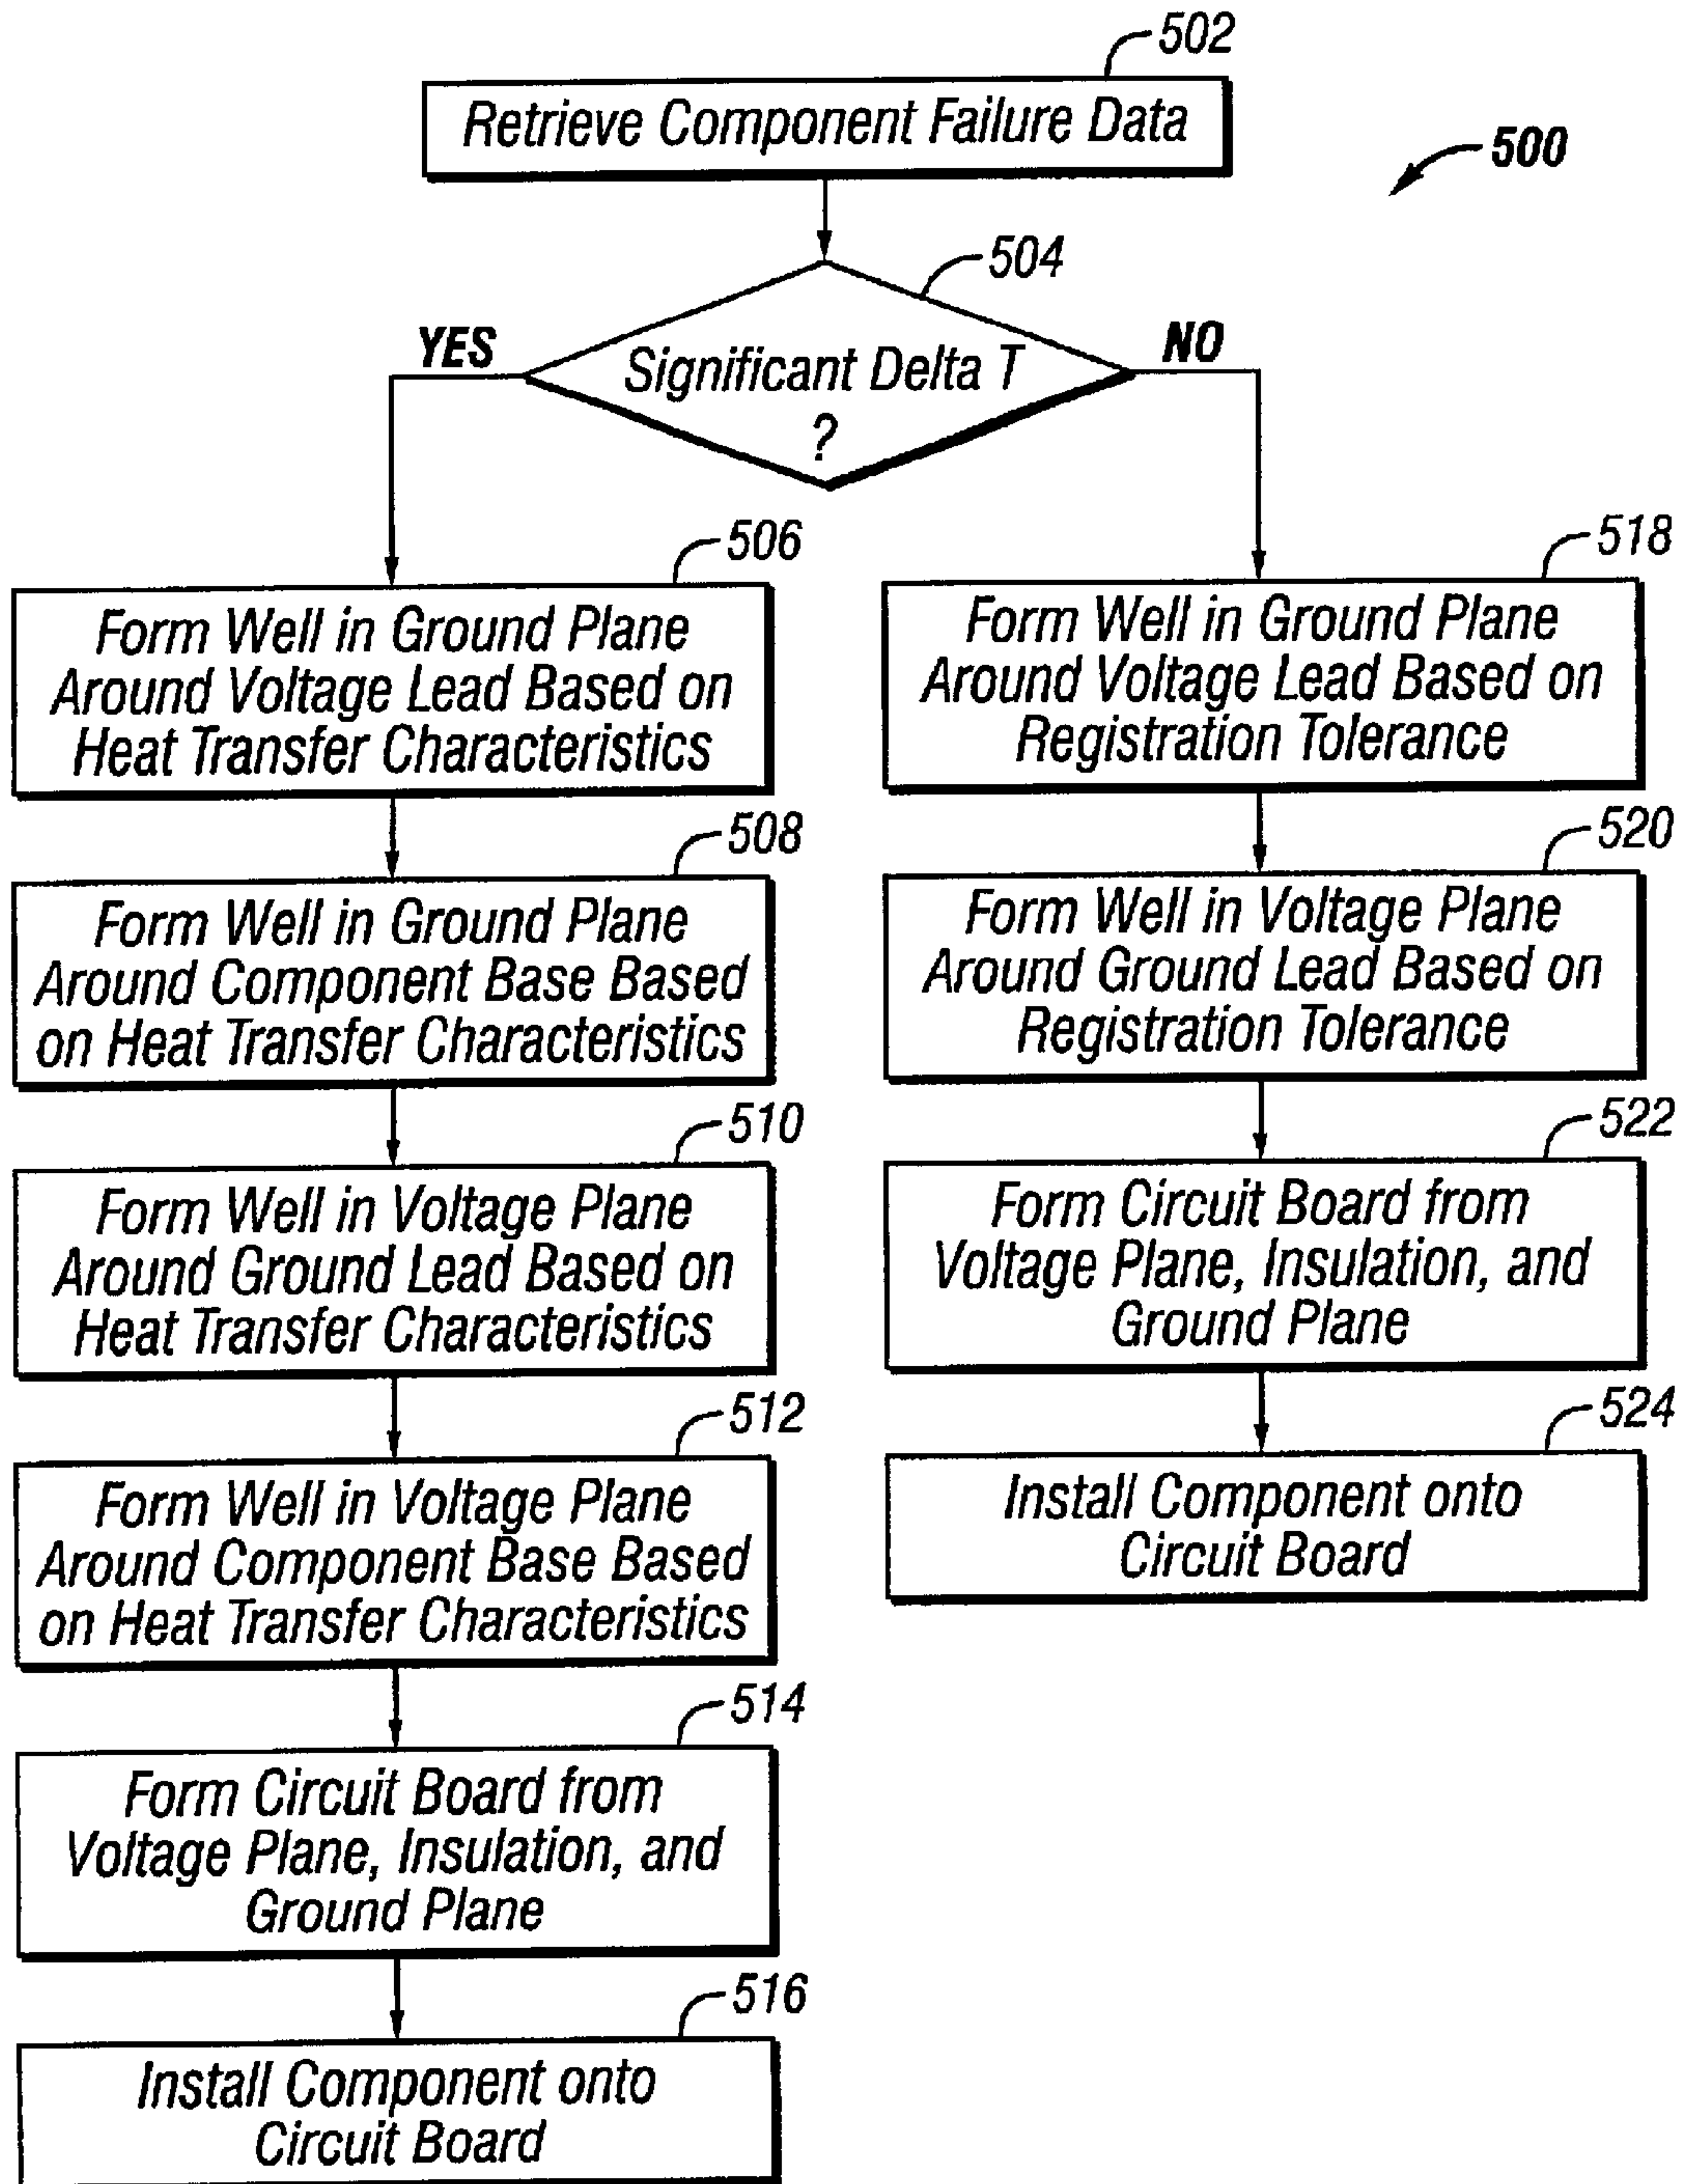 502
Retrieve Component Failure Data
500
504
YES
NO
Significant Delta T
?
506
Form Well in Ground Plane
Around Voltage Lead Based on
Heat Transfer Characteristics
508
Form Well in Ground Plane
Around Component Base Based
on Heat Transfer Characteristics
510
Form Well in Voltage Plane
Around Ground Lead Based on
Heat Transfer Characteristics
512
Form Well in Voltage Plane
Around Component Base Based
on Heat Transfer Characteristics
514
Form Circuit Board from
Voltage Plane, Insulation, and
Ground Plane
516
Install Component onto
Circuit Board
518
Form Well in Ground Plane
Around Voltage Lead Based on
Registration Tolerance
520
Form Well in Voltage Plane
Around Ground Lead Based on
Registration Tolerance
522
Form Circuit Board from
Voltage Plane, Insulation, and
Ground Plane
524
Install Component onto
Circuit Board